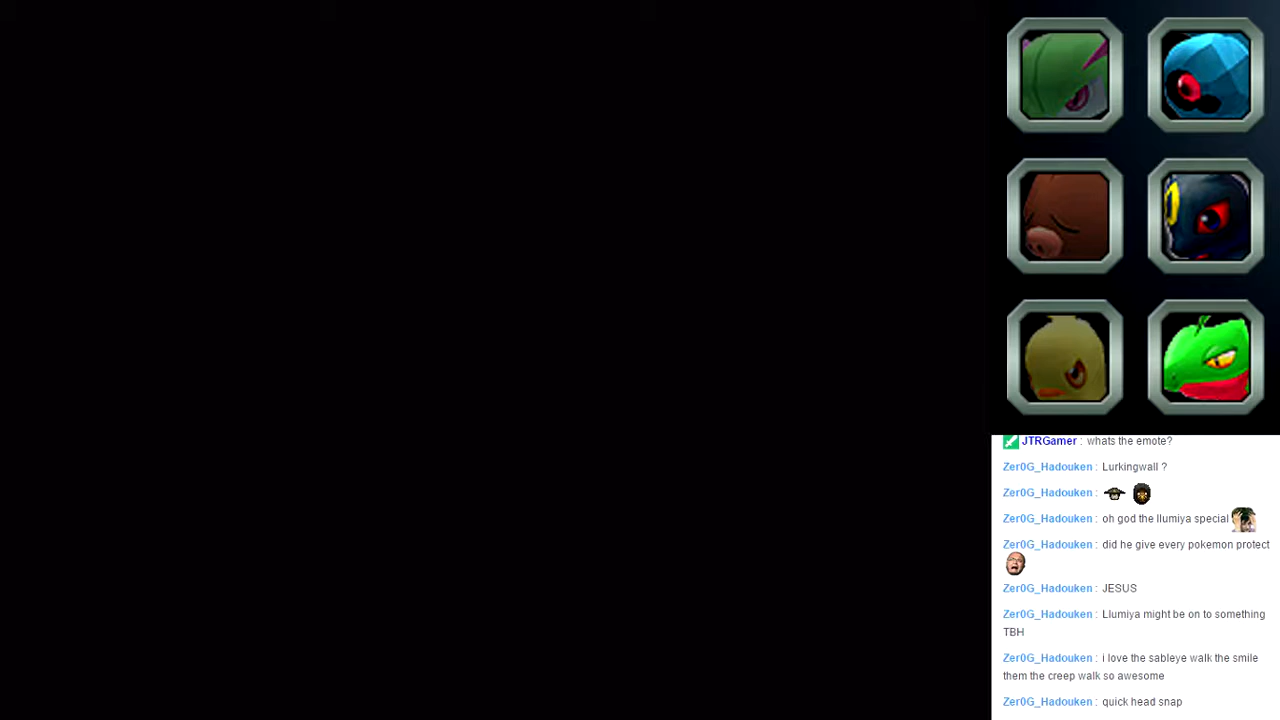 JTRGamer : whats the emote?
Zer0G_Hadouken : Lurkingwall ?
Zer0G_Hadouken :
Zer0G_Hadouken : oh god the llumiya special
Zer0G_Hadouken : did he give every pokemon protect
Zer0G_Hadouken : JESUS
Zer0G_Hadouken : Llumiya might be on to something
TBH
Zer0G_Hadouken : i love the sableye walk the smile
them the creep walk so awesome
Zer0G_Hadouken : quick head snap